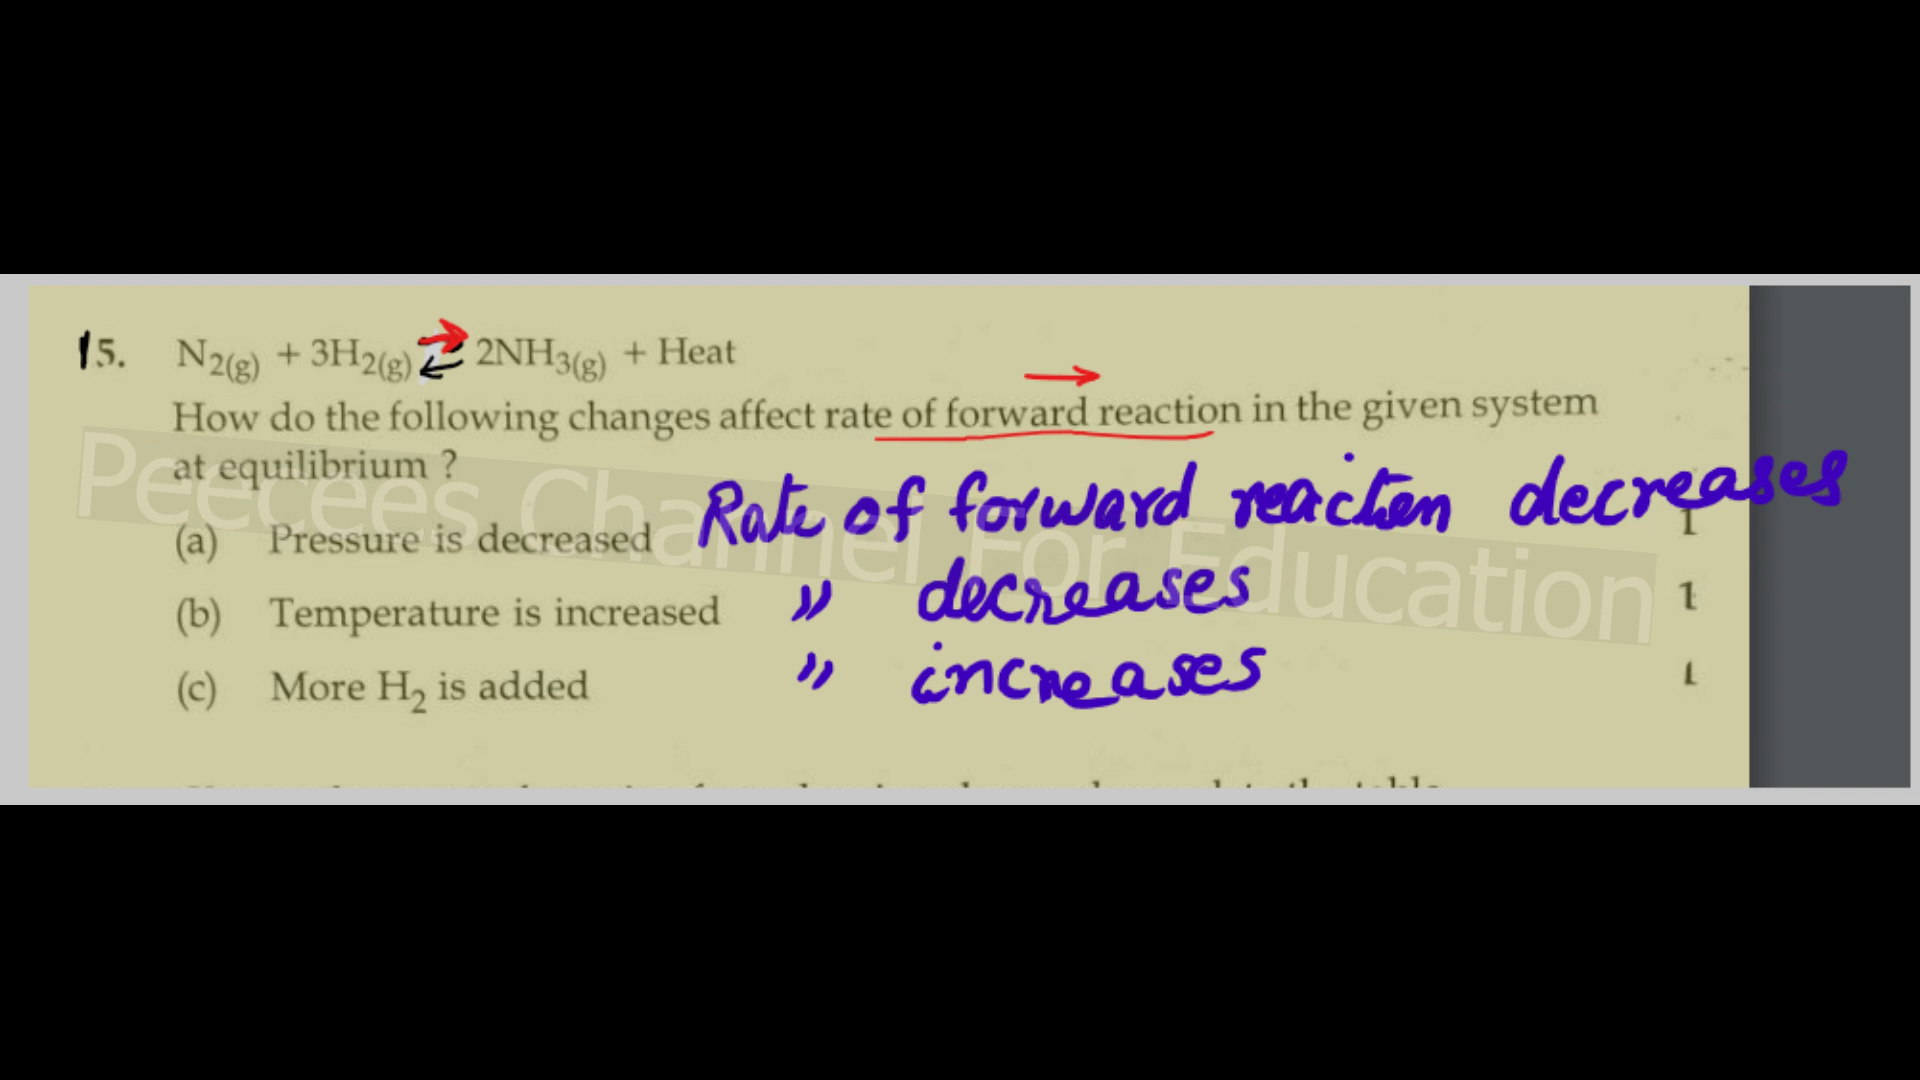 15. N2(g) + 3H2(g) ⇄ 2NH3(g) + Heat
How do the following changes affect rate of forward reaction in the given system
at equilibrium ?
(a) Pressure is decreased Rate of forward reaction decreases 1
(b) Temperature is increased " decreases 1
(c) More H2 is added " increases 1
Peecees Channel For Education